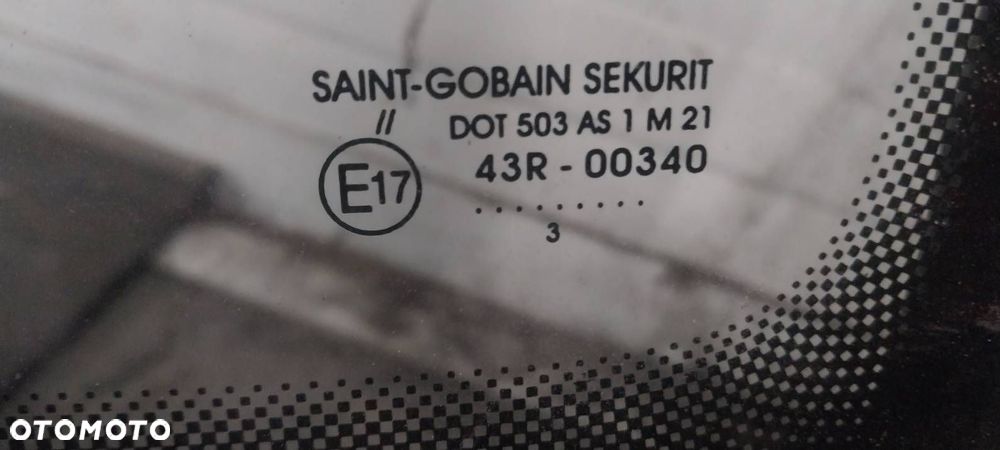 SAINT-GOBAIN SEKURIT
// DOT 503 AS 1 M 21
E17 43R - 00340
.........
3
OTOMOTO